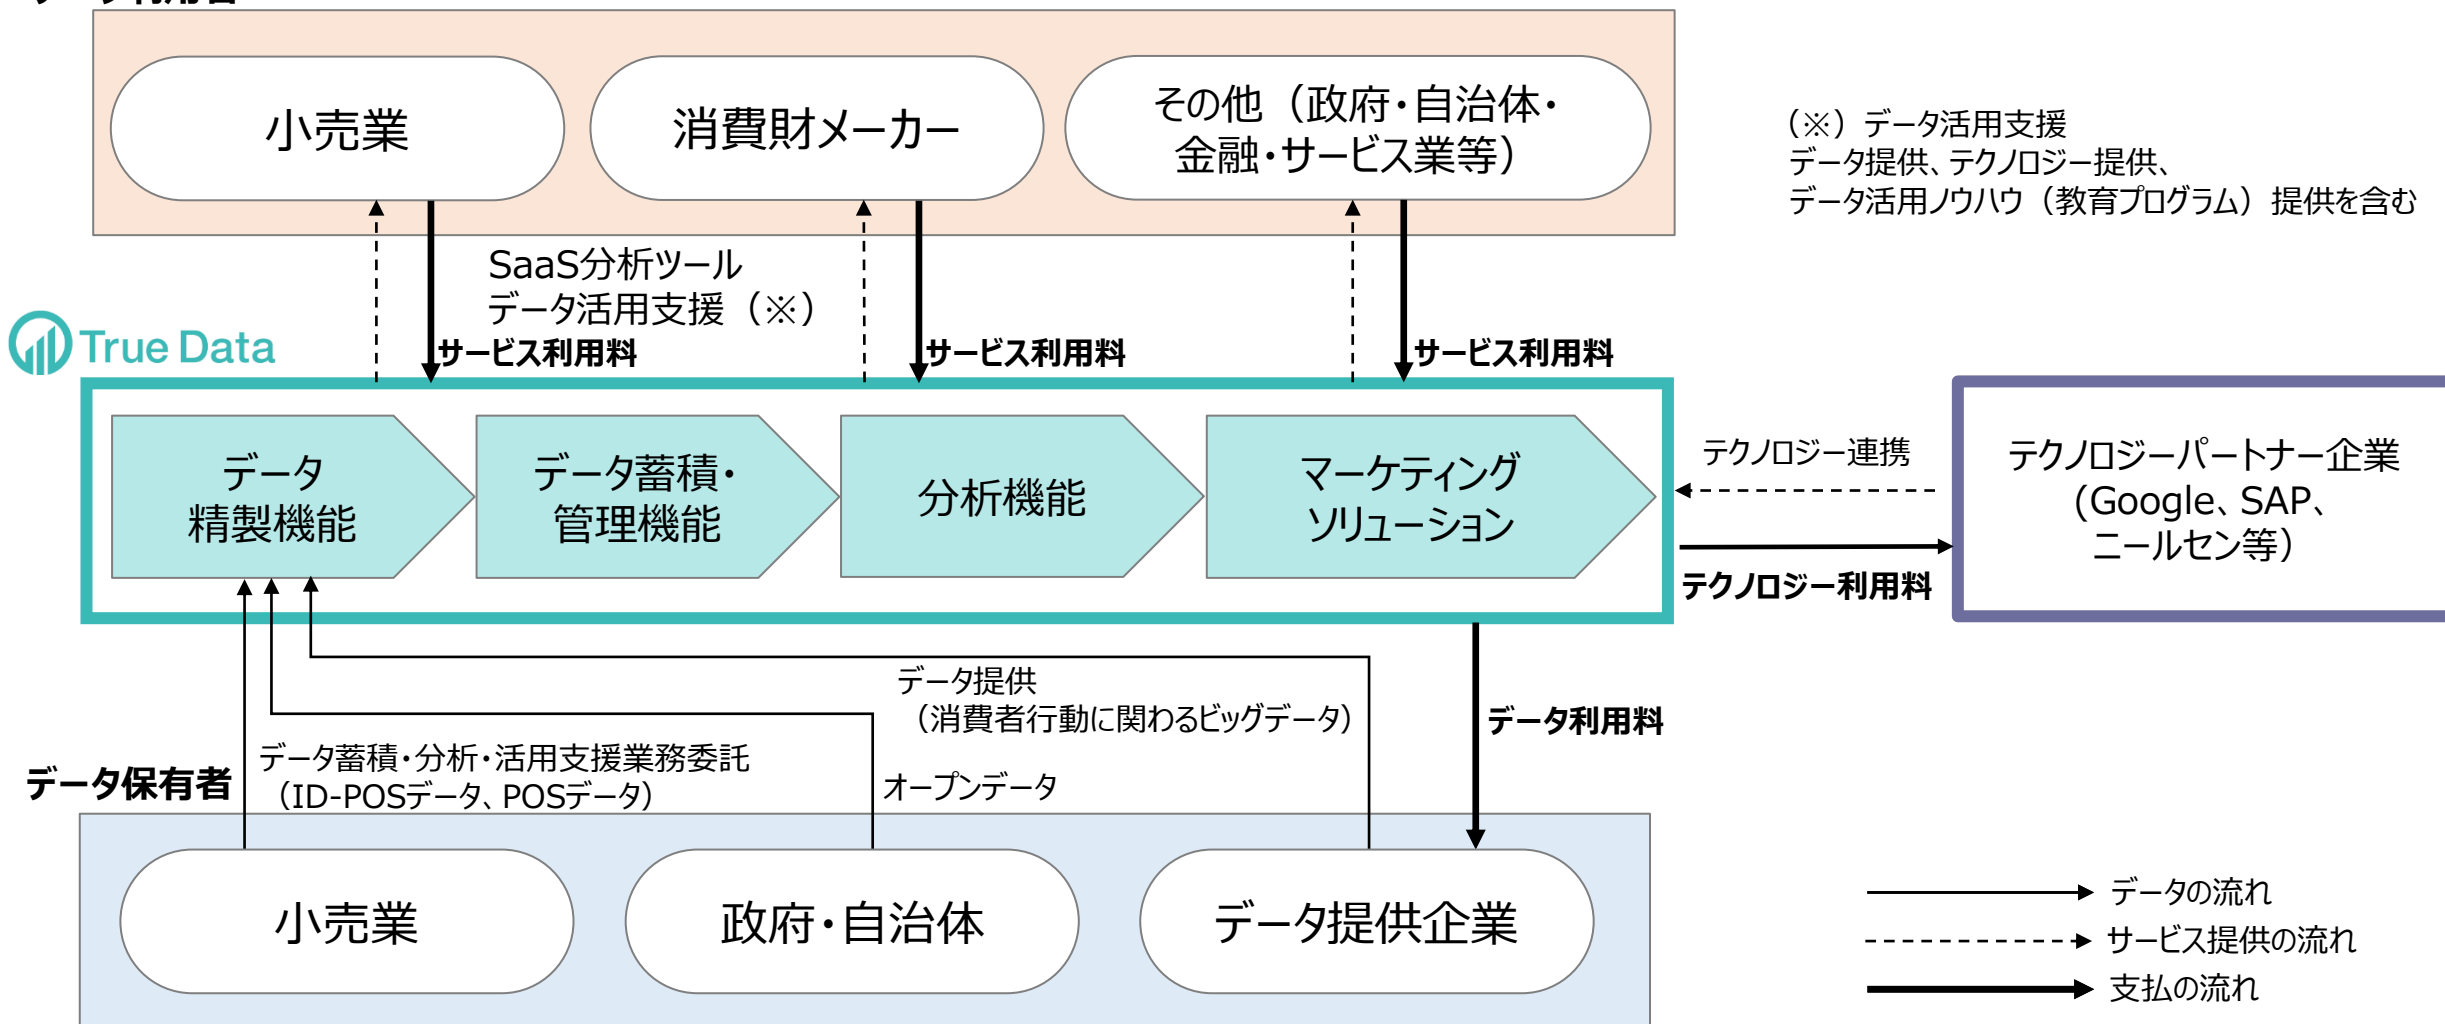 小売業
消費財メーカー
その他（政府・自治体・
金融・サービス業等）
（※）データ活用支援
データ提供、テクノロジー提供、
データ活用ノウハウ（教育プログラム）提供を含む
SaaS分析ツール
データ活用支援（※）
True Data
サービス利用料
サービス利用料
サービス利用料
データ
精製機能
データ蓄積・
管理機能
分析機能
マーケティング
ソリューション
テクノロジー連携
テクノロジー利用料
テクノロジーパートナー企業
（Google、SAP、
ニールセン等）
データ提供
（消費者行動に関わるビッグデータ）
データ利用料
データ保有者
データ蓄積・分析・活用支援業務委託
（ID-POSデータ、POSデータ）
オープンデータ
小売業
政府・自治体
データ提供企業
データの流れ
サービス提供の流れ
支払の流れ